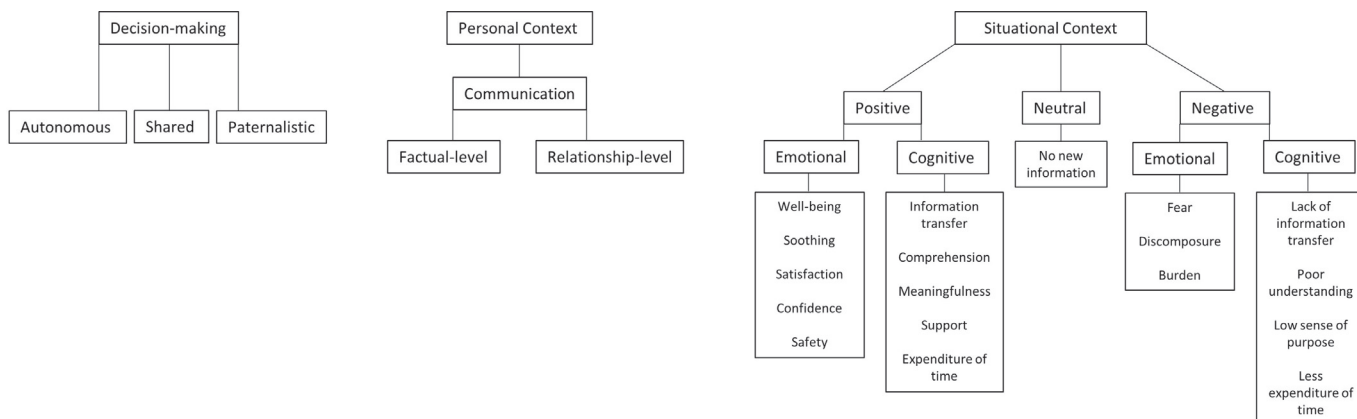 Decision-making
Autonomous
Shared
Paternalistic
Personal Context
Communication
Factual-level
Relationship-level
Situational Context
Positive
Neutral
Negative
Emotional
Cognitive
No new
information
Emotional
Cognitive
Well-being
Soothing
Satisfaction
Confidence
Safety
Information
transfer
Comprehension
Meaningfulness
Support
Expenditure of
time
Fear
Discomposure
Burden
Lack of
information
transfer
Poor
understanding
Low sense of
purpose
Less
expenditure of
time